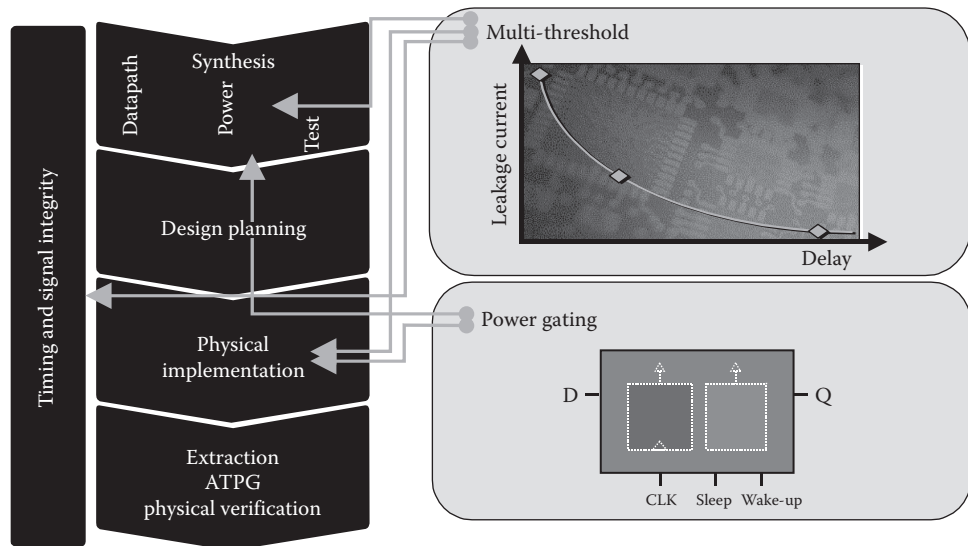 Timing and signal integrity
Synthesis
Datapath
Power
Test
Design planning
Physical
implementation
Extraction
ATPG
physical verification
Multi-threshold
Leakage current
Delay
Power gating
D
Q
CLK
Sleep
Wake-up